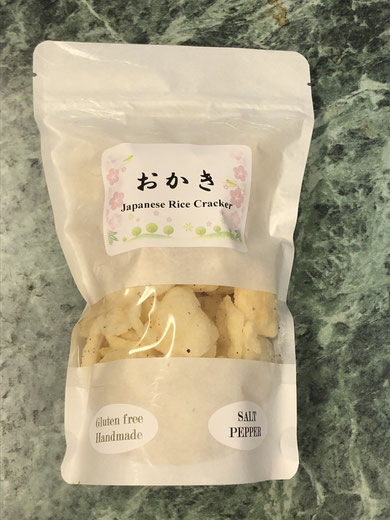 おかき
Japanese Rice Cracker
Gluten free
Handmade
SALT
PEPPER